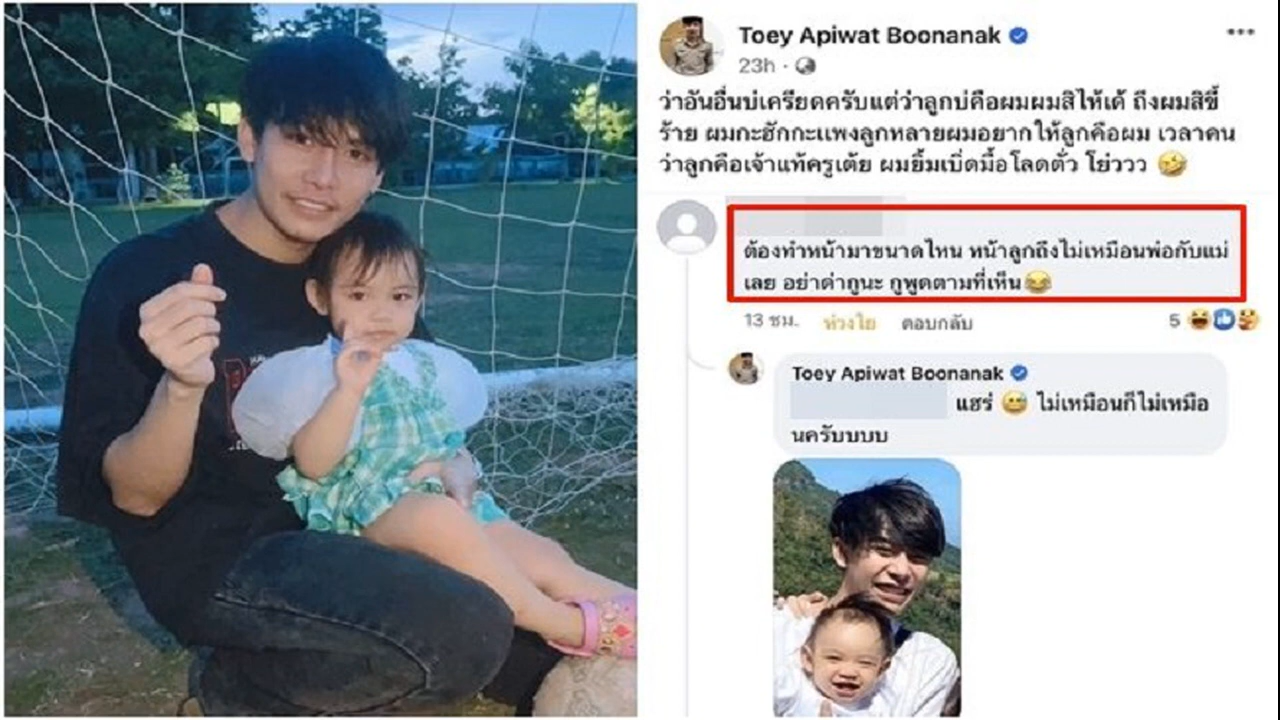 Toey Apiwat Boonanak
23h
ว่าอันอื่นบ่เครียดครับแต่ว่าลูกบ่คือผมผมสิไห้เด้ ถึงผมสิขี้
ร้าย ผมกะฮักกะแพงลูกหลายผมอยากให้ลูกคือผม เวลาคน
ว่าลูกคือเจ้าแท้ครูเต้ย ผมยิ้มเบิ่ดมื้อโลดตั่ว โย่ววว 🤣
ต้องทำหน้ามาขนาดไหน หน้าลูกถึงไม่เหมือนพ่อกับแม่
เลย อย่าด่ากูนะ กูพูดตามที่เห็น😂
13 ชม. ห่วงใย ตอบกลับ 5
Toey Apiwat Boonanak
แฮร่ 😅 ไม่เหมือนก็ไม่เหมือ
นครับบบบ